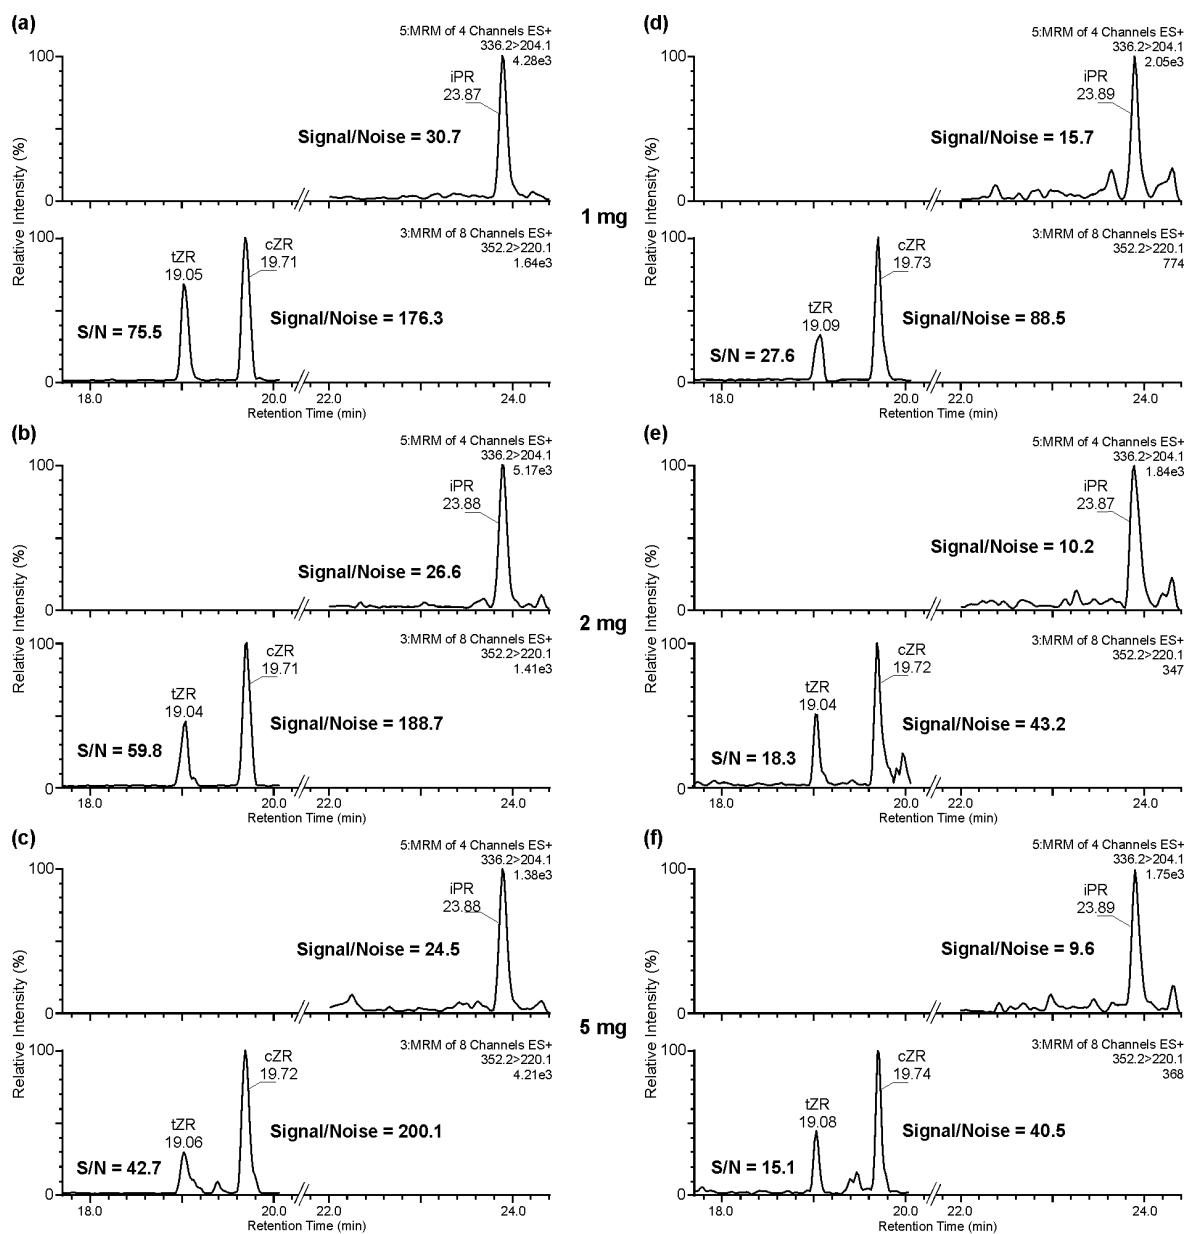 (a)
5:MRM of 4 Channels ES+
336.2>204.1
4.28e3
100
iPR
23.87
Signal/Noise = 30.7
0
Relative Intensity (%)
3:MRM of 8 Channels ES+
352.2>220.1
1.64e3
100
tZR
19.05
cZR
19.71
S/N = 75.5
Signal/Noise = 176.3
0
18.0 20.0 22.0 24.0
Retention Time (min)
(d)
5:MRM of 4 Channels ES+
336.2>204.1
2.05e3
100
iPR
23.89
Signal/Noise = 15.7
0
Relative Intensity (%)
1 mg
3:MRM of 8 Channels ES+
352.2>220.1
774
100
tZR
19.09
cZR
19.73
S/N = 27.6
Signal/Noise = 88.5
0
18.0 20.0 22.0 24.0
Retention Time (min)
(b)
5:MRM of 4 Channels ES+
336.2>204.1
5.17e3
100
iPR
23.88
Signal/Noise = 26.6
0
Relative Intensity (%)
3:MRM of 8 Channels ES+
352.2>220.1
1.41e3
100
tZR
19.04
cZR
19.71
S/N = 59.8
Signal/Noise = 188.7
0
18.0 20.0 22.0 24.0
Retention Time (min)
(e)
5:MRM of 4 Channels ES+
336.2>204.1
1.84e3
100
iPR
23.87
Signal/Noise = 10.2
0
Relative Intensity (%)
2 mg
3:MRM of 8 Channels ES+
352.2>220.1
347
100
tZR
19.04
cZR
19.72
S/N = 18.3
Signal/Noise = 43.2
0
18.0 20.0 22.0 24.0
Retention Time (min)
(c)
5:MRM of 4 Channels ES+
336.2>204.1
1.38e3
100
iPR
23.88
Signal/Noise = 24.5
0
Relative Intensity (%)
3:MRM of 8 Channels ES+
352.2>220.1
4.21e3
100
tZR
19.06
cZR
19.72
S/N = 42.7
Signal/Noise = 200.1
0
18.0 20.0 22.0 24.0
Retention Time (min)
(f)
5:MRM of 4 Channels ES+
336.2>204.1
1.75e3
100
iPR
23.89
Signal/Noise = 9.6
0
Relative Intensity (%)
5 mg
3:MRM of 8 Channels ES+
352.2>220.1
368
100
tZR
19.08
cZR
19.74
S/N = 15.1
Signal/Noise = 40.5
0
18.0 20.0 22.0 24.0
Retention Time (min)